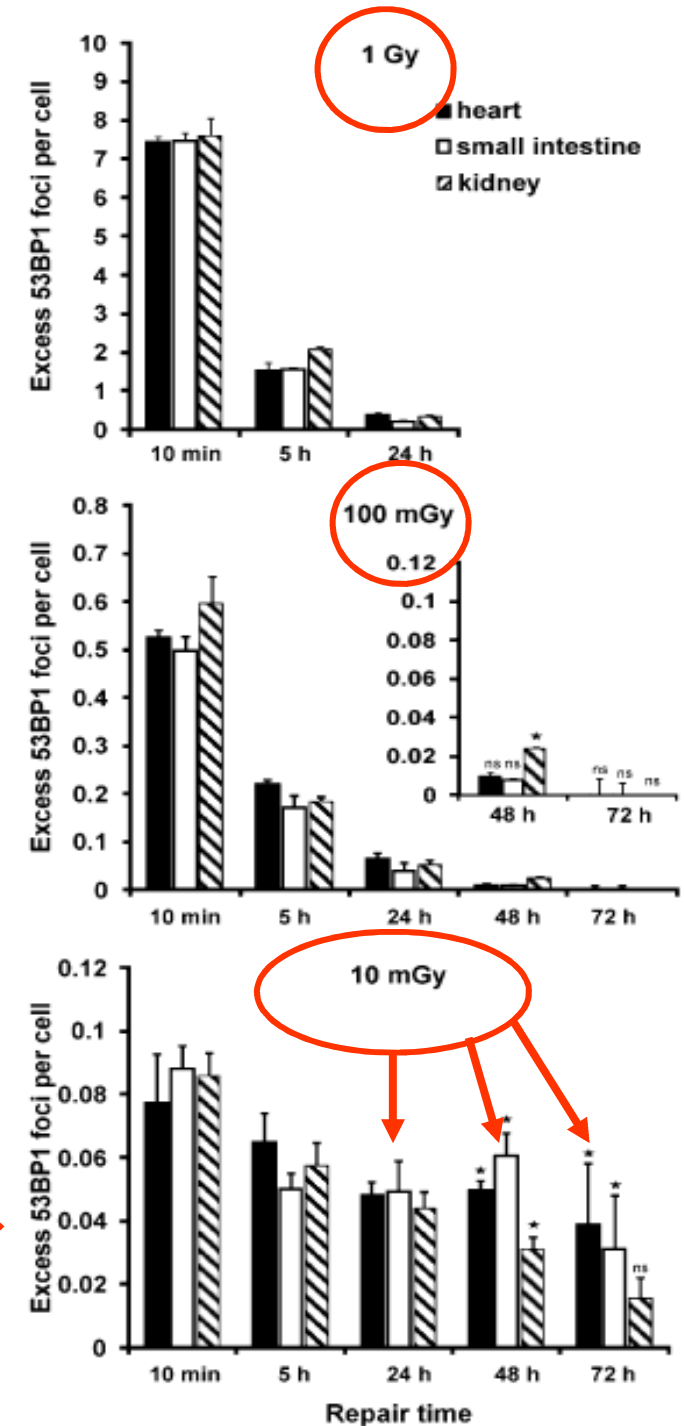 1 Gy
heart
small intestine
kidney
Excess 53BP1 foci per cell
10
9
8
7
6
5
4
3
2
1
0
10 min 5 h 24 h
100 mGy
Excess 53BP1 foci per cell
0.8
0.7
0.6
0.5
0.4
0.3
0.2
0.1
0
0.12
0.1
0.08
0.06
0.04
0.02
0
ns ns * ns ns ns
48 h 72 h
10 min 5 h 24 h 48 h 72 h
10 mGy
Excess 53BP1 foci per cell
0.12
0.1
0.08
0.06
0.04
0.02
0
* * * * * ns
10 min 5 h 24 h 48 h 72 h
Repair time